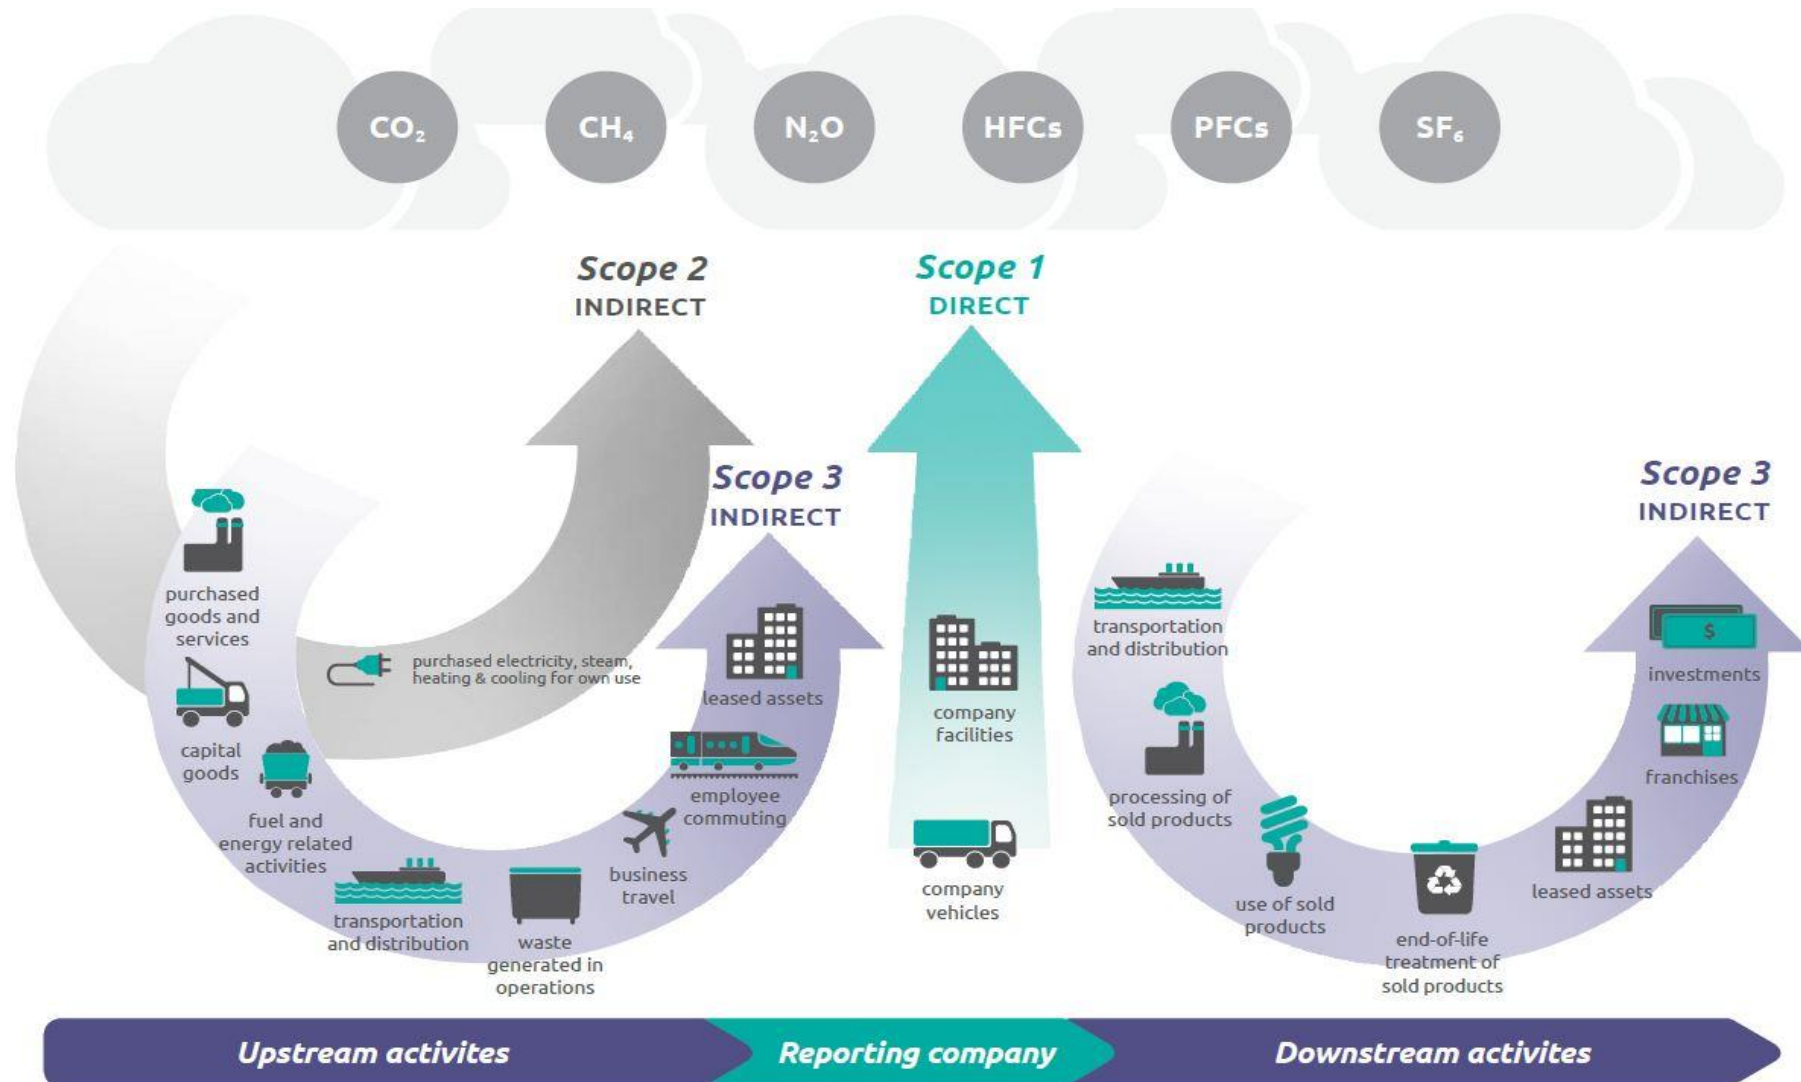 CO₂
CH₄
N₂O
HFCs
PFCs
SF₆
Scope 2
INDIRECT
Scope 1
DIRECT
Scope 3
INDIRECT
Scope 3
INDIRECT
purchased
goods and
services
capital
goods
fuel and
energy related
activities
transportation
and distribution
waste
generated in
operations
business
travel
employee
commuting
leased assets
purchased electricity, steam,
heating & cooling for own use
company
facilities
company
vehicles
transportation
and distribution
processing of
sold products
use of sold
products
end-of-life
treatment of
sold products
leased assets
franchises
$
investments
Upstream activites
Reporting company
Downstream activites